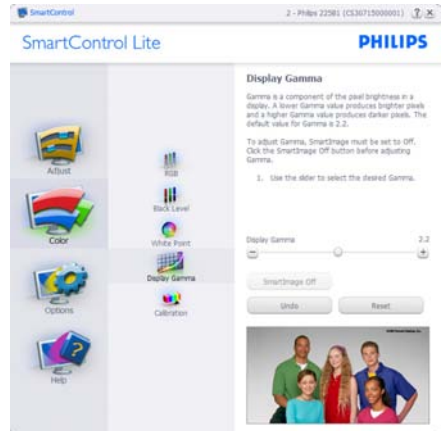 SmartControl
2 - Philips 225B1 (CS30715000001)
SmartControl Lite
PHILIPS
Adjust
Color
Options
Help
RGB
Black Level
White Point
Display Gamma
Calibration
Display Gamma
Gamma is a component of the pixel brightness in a
display. A lower Gamma value produces brighter pixels
and a higher Gamma value produces darker pixels. The
default value for Gamma is 2.2.
To adjust Gamma, SmartImage must be set to Off.
Click the SmartImage Off button before adjusting
Gamma.
1. Use the slider to select the desired Gamma.
Display Gamma 2.2
SmartImage Off
Undo Reset